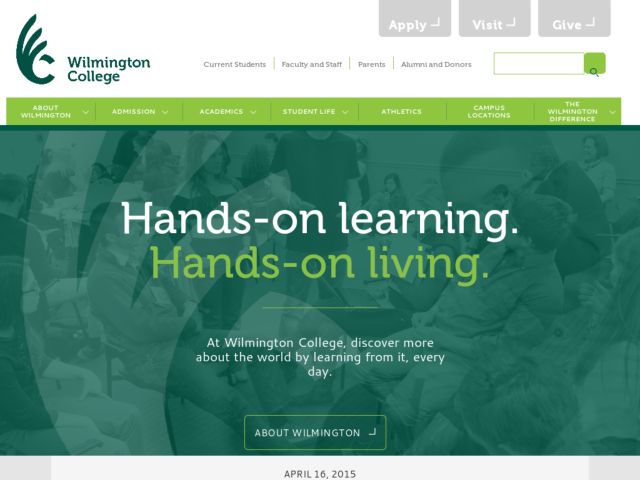 Apply
Visit
Give
Wilmington
College
Current Students
Faculty and Staff
Parents
Alumni and Donors
ABOUT
WILMINGTON
ADMISSION
ACADEMICS
STUDENT LIFE
ATHLETICS
CAMPUS
LOCATIONS
THE
WILMINGTON
DIFFERENCE
Hands-on learning.
Hands-on living.
At Wilmington College, discover more
about the world by learning from it, every
day.
ABOUT WILMINGTON
APRIL 16, 2015